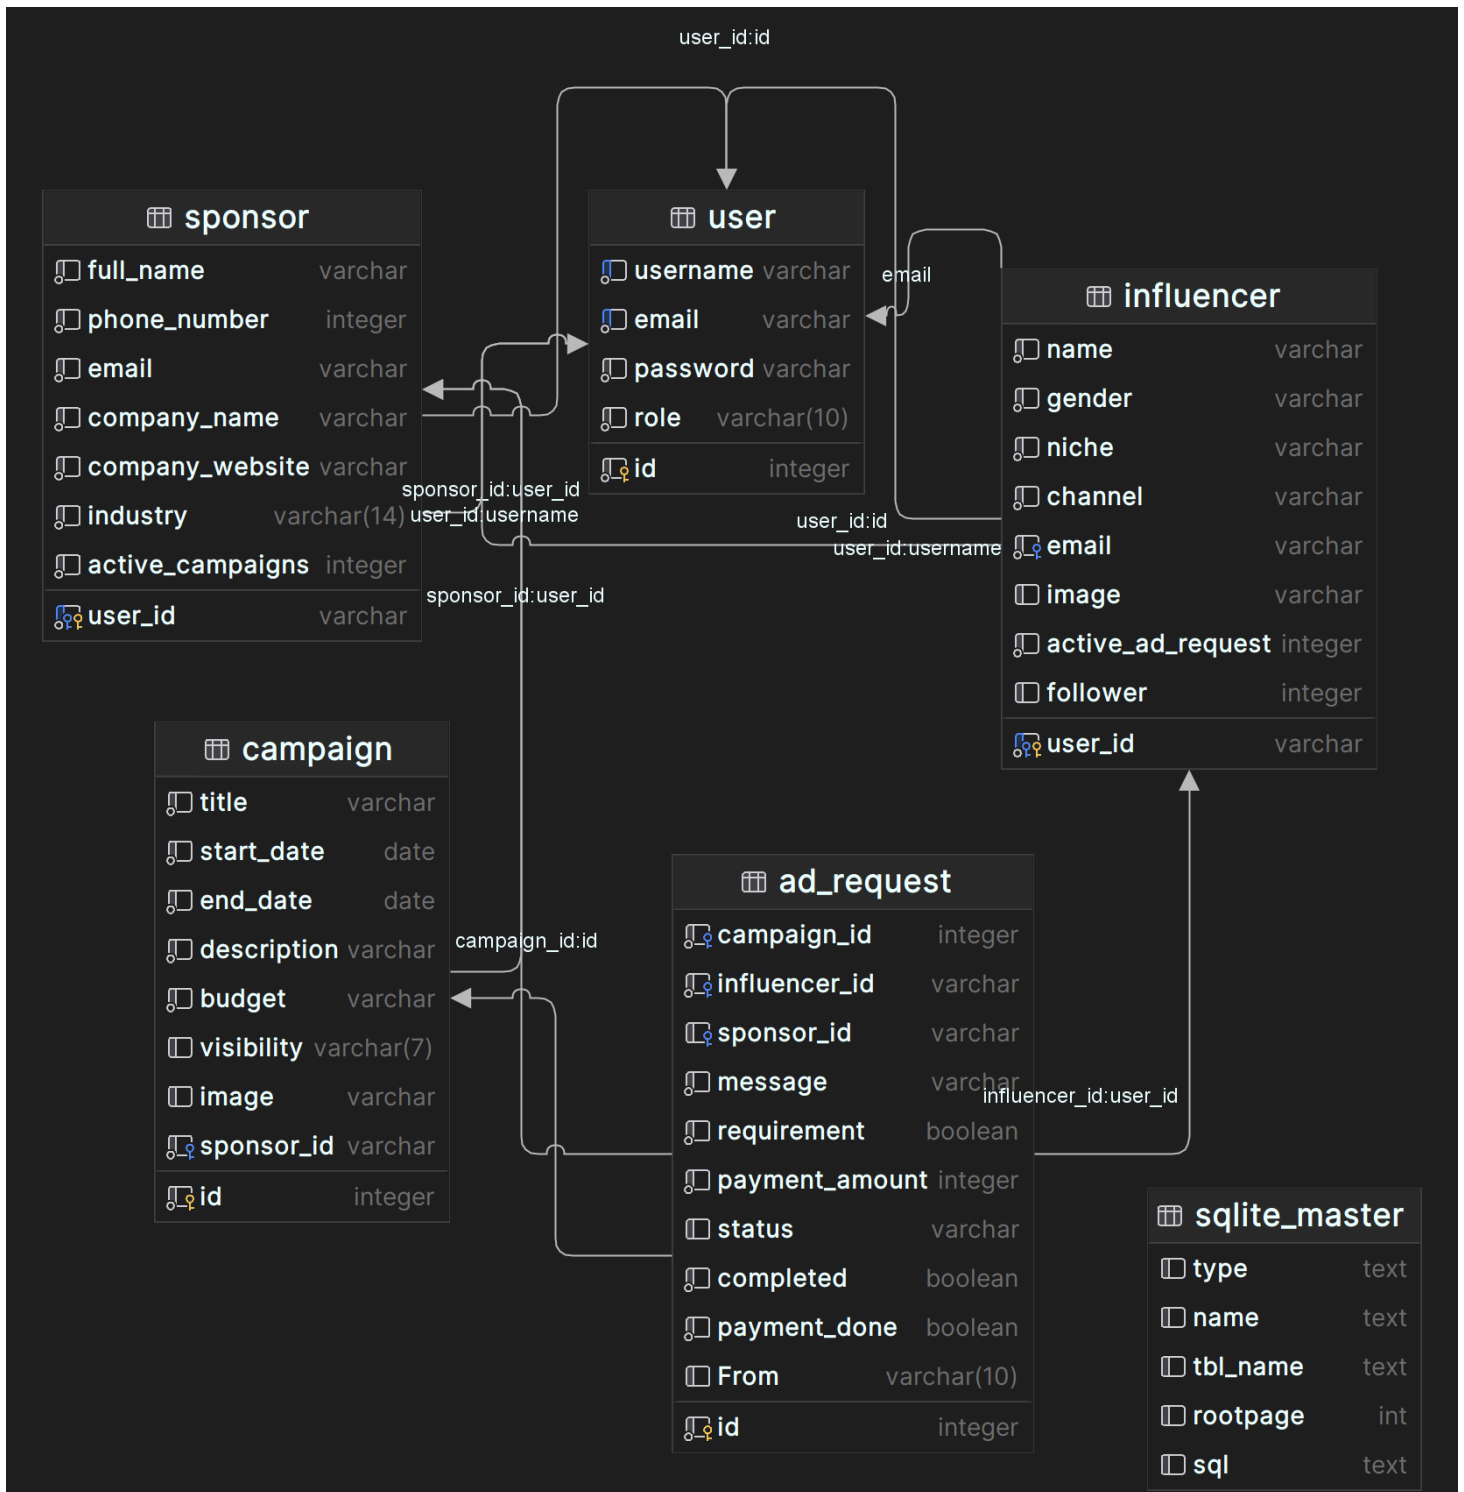 user_id:id
sponsor
full_name varchar
phone_number integer
email varchar
company_name varchar
company_website varchar
industry varchar(14)
active_campaigns integer
user_id varchar
user
username varchar
email varchar
password varchar
role varchar(10)
id integer
email
influencer
name varchar
gender varchar
niche varchar
channel varchar
email varchar
image varchar
active_ad_request integer
follower integer
user_id varchar
sponsor_id:user_id
user_id:username
user_id:id
user_id:username
sponsor_id:user_id
campaign
title varchar
start_date date
end_date date
description varchar
budget varchar
visibility varchar(7)
image varchar
sponsor_id varchar
id integer
campaign_id:id
ad_request
campaign_id integer
influencer_id varchar
sponsor_id varchar
message varchar
requirement boolean
payment_amount integer
status varchar
completed boolean
payment_done boolean
From varchar(10)
id integer
influencer_id:user_id
sqlite_master
type text
name text
tbl_name text
rootpage int
sql text